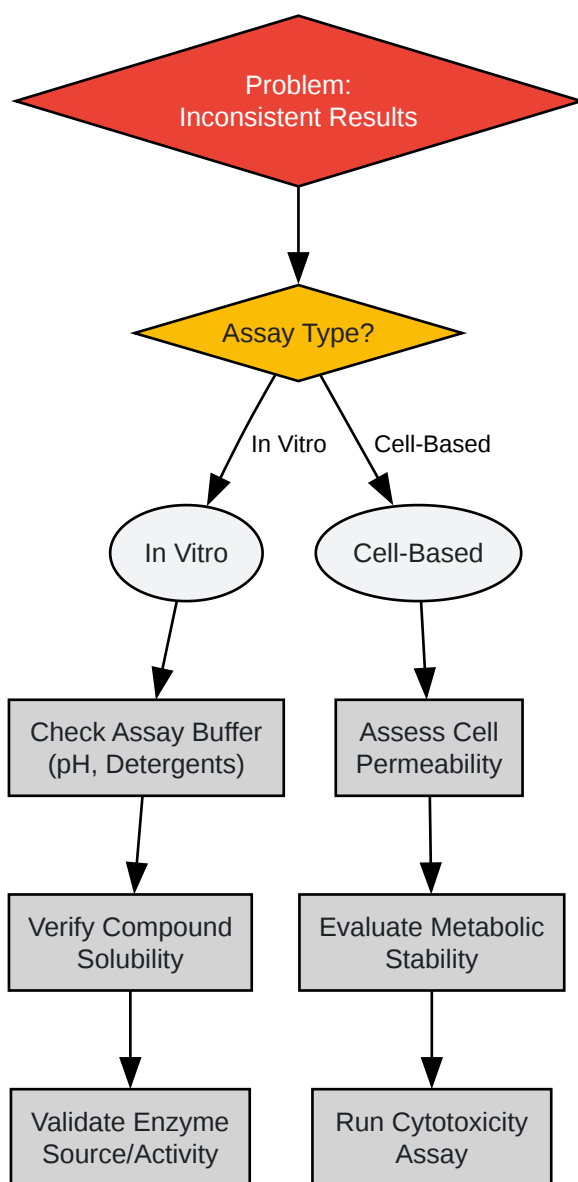 Problem:
Inconsistent Results
Assay Type?
In Vitro
Cell-Based
In Vitro
Cell-Based
Check Assay Buffer
(pH, Detergents)
Assess Cell
Permeability
Verify Compound
Solubility
Evaluate Metabolic
Stability
Validate Enzyme
Source/Activity
Run Cytotoxicity
Assay